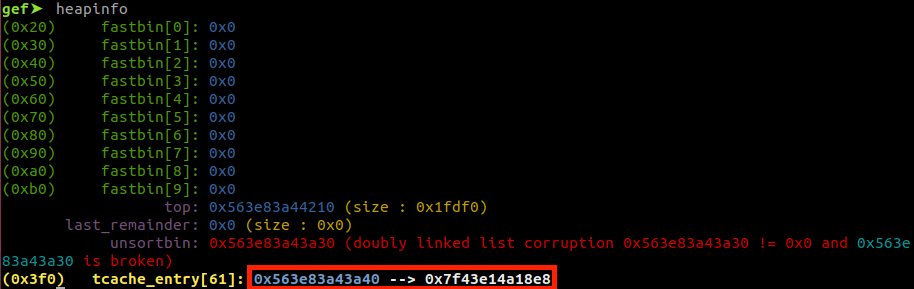 gef➤ heapinfo
(0x20) fastbin[0]: 0x0
(0x30) fastbin[1]: 0x0
(0x40) fastbin[2]: 0x0
(0x50) fastbin[3]: 0x0
(0x60) fastbin[4]: 0x0
(0x70) fastbin[5]: 0x0
(0x80) fastbin[6]: 0x0
(0x90) fastbin[7]: 0x0
(0xa0) fastbin[8]: 0x0
(0xb0) fastbin[9]: 0x0
top: 0x563e83a44210 (size : 0x1fdf0)
last_remainder: 0x0 (size : 0x0)
unsortbin: 0x563e83a43a30 (doubly linked list corruption 0x563e83a43a30 != 0x0 and 0x563e
83a43a30 is broken)
(0x3f0) tcache_entry[61]: 0x563e83a43a40 --> 0x7f43e14a18e8